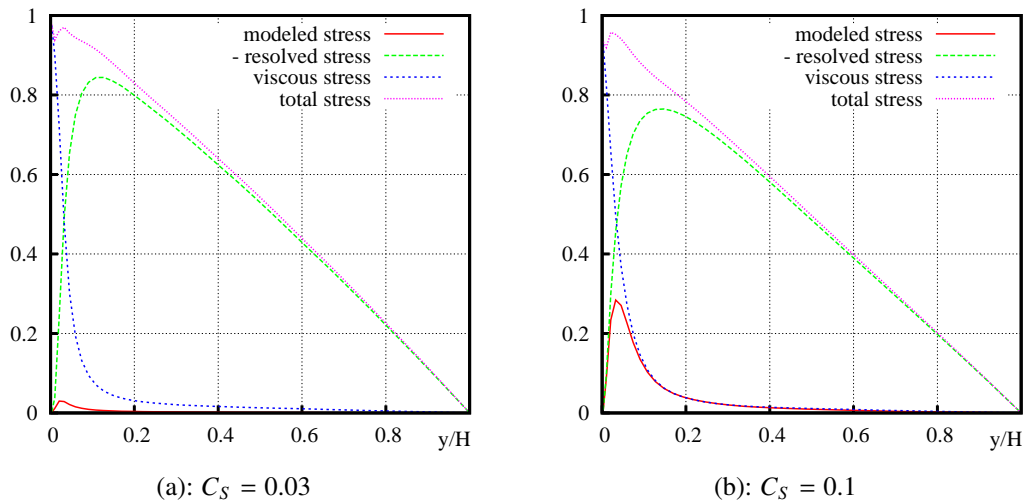 1
0.8
0.6
0.4
0.2
0
0
0.2
0.4
0.6
0.8
y/H
modeled stress
- resolved stress
viscous stress
total stress
(a): C_S = 0.03
1
0.8
0.6
0.4
0.2
0
0
0.2
0.4
0.6
0.8
y/H
modeled stress
- resolved stress
viscous stress
total stress
(b): C_S = 0.1